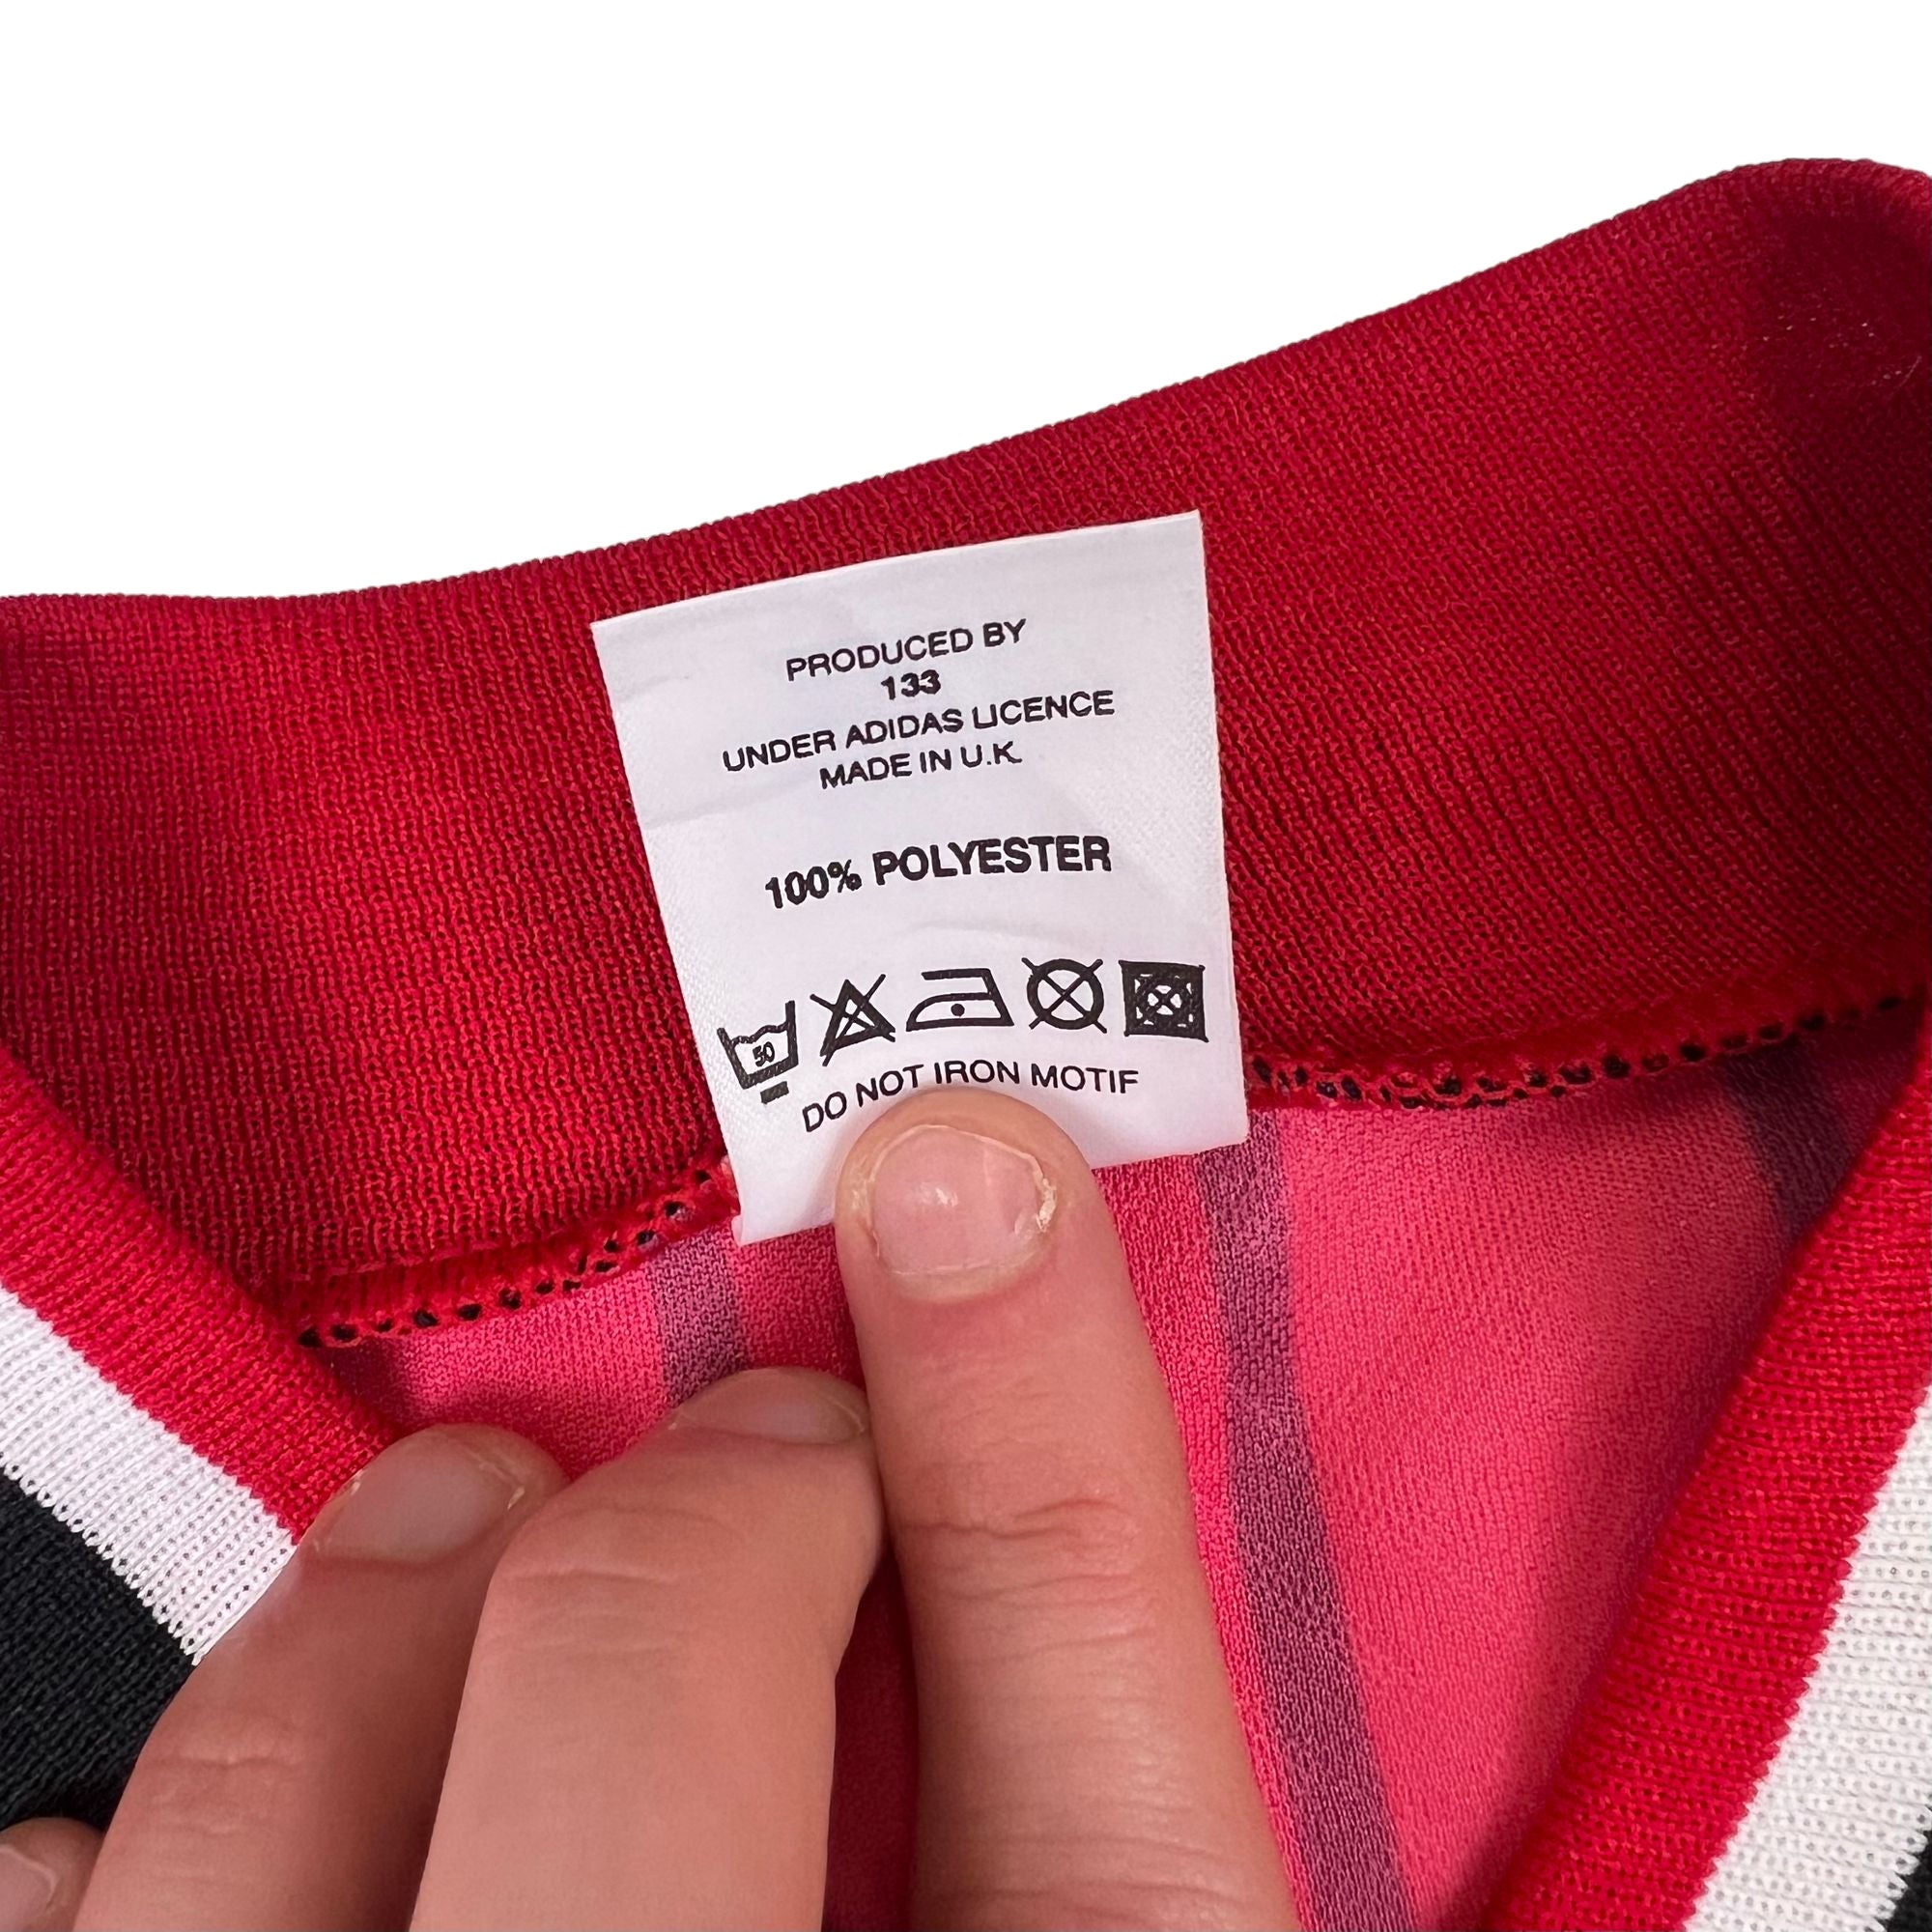 PRODUCED BY
133
UNDER ADIDAS LICENCE
MADE IN U.K.
100% POLYESTER
50
DO NOT IRON MOTIF